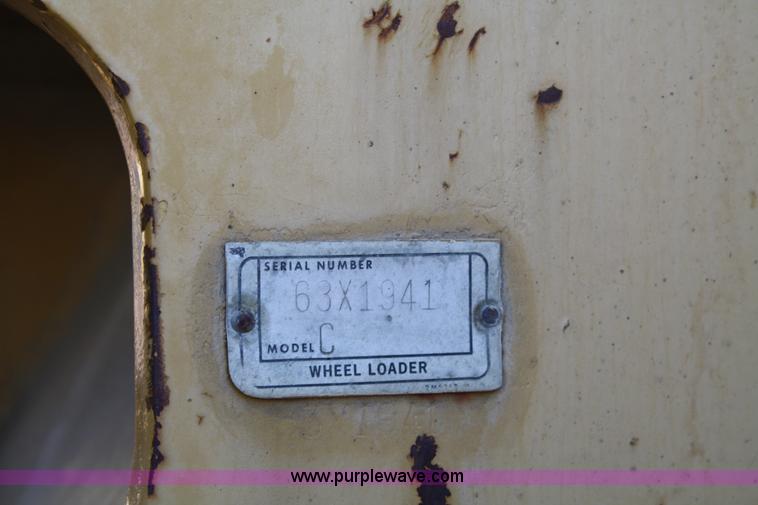 SERIAL NUMBER
63X1941
MODEL C
WHEEL LOADER
www.purplewave.com